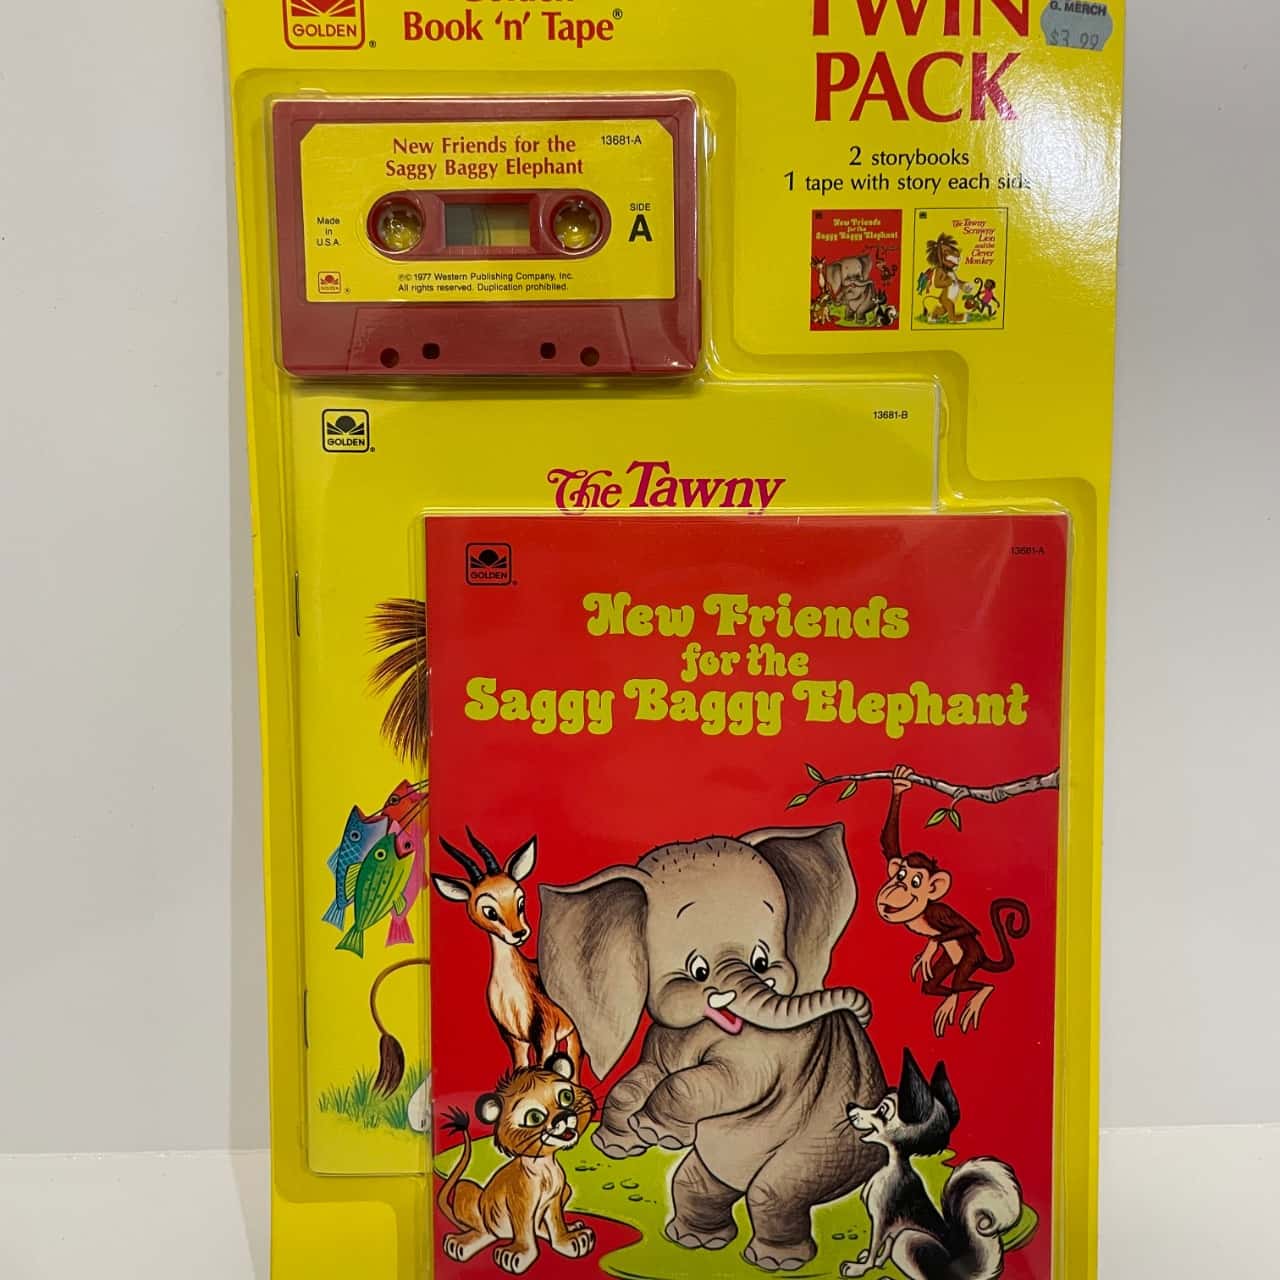 GOLDEN
®
Golden
Book 'n' Tape®
TWIN
PACK
G. MERCH
$3.99
2 storybooks
1 tape with story each side
New Friends for the
Saggy Baggy Elephant
13681-A
Made
in
U.S.A.
SIDE
A
GOLDEN ®
℗© 1977 Western Publishing Company, Inc.
All rights reserved. Duplication prohibited.
New Friends
for the
Saggy Baggy Elephant
The Tawny
Scrawny
Lion
and the
Clever
Monkey
GOLDEN ®
13681-B
The Tawny
GOLDEN ®
13681-A
New Friends
for the
Saggy Baggy Elephant